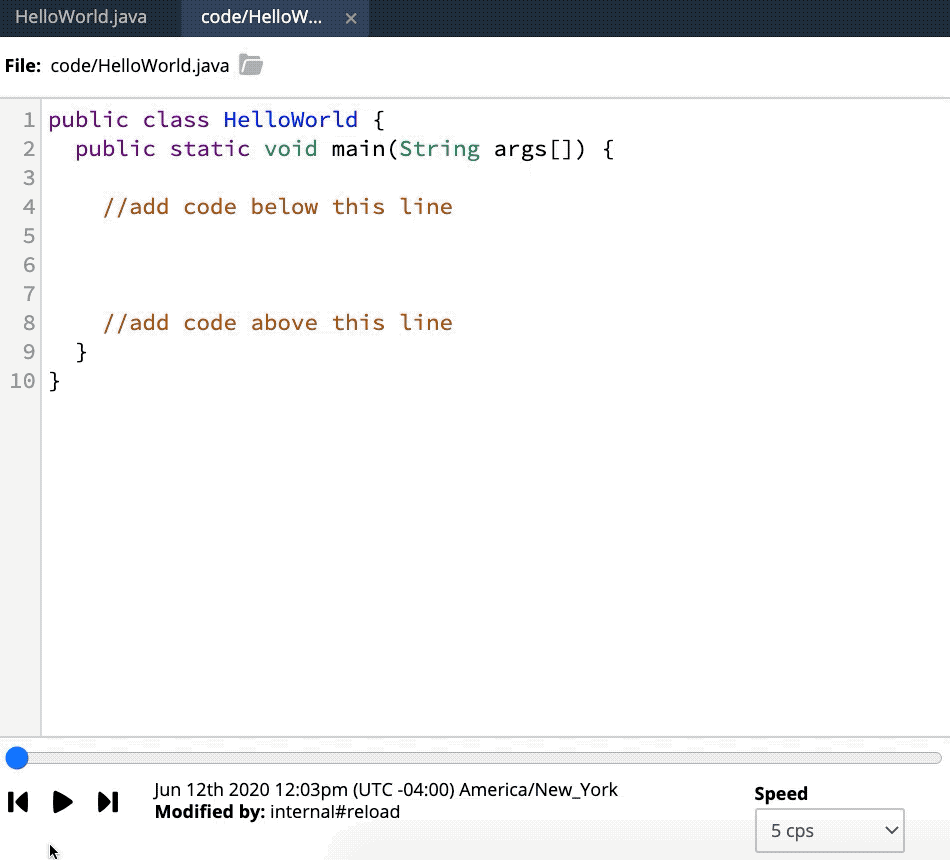 HelloWorld.java code/HelloW... ×
File: code/HelloWorld.java
1 public class HelloWorld {
2 public static void main(String args[]) {
3
4 //add code below this line
5
6
7
8 //add code above this line
9 }
10 }
Jun 12th 2020 12:03pm (UTC -04:00) America/New_York
Modified by: internal#reload
Speed
5 cps